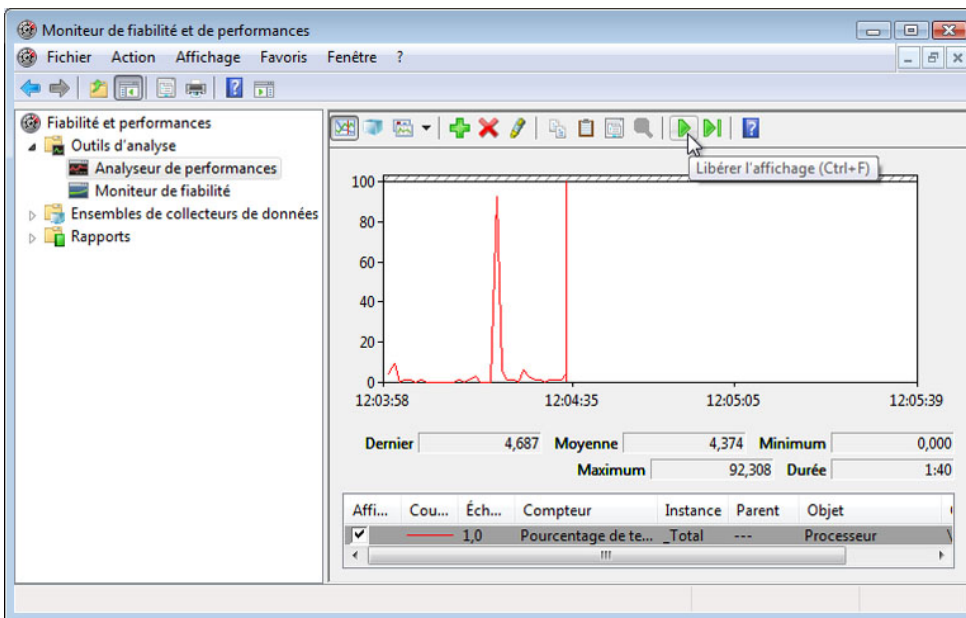 Moniteur de fiabilité et de performances
Fichier Action Affichage Favoris Fenêtre ?
Fiabilité et performances
Outils d'analyse
Analyseur de performances
Moniteur de fiabilité
Ensembles de collecteurs de données
Rapports
Libérer l'affichage (Ctrl+F)
100
80
60
40
20
0
12:03:58 12:04:35 12:05:05 12:05:39
Dernier 4,687 Moyenne 4,374 Minimum 0,000
Maximum 92,308 Durée 1:40
Affi... Cou... Éch... Compteur Instance Parent Objet
1,0 Pourcentage de te... _Total --- Processeur \